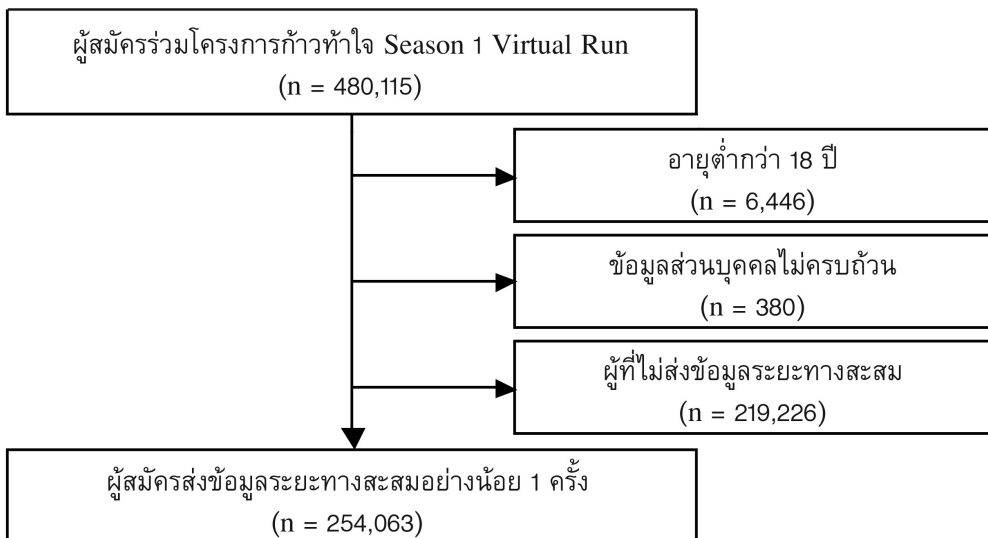 ผู้สมัครร่วมโครงการก้าวท้าใจ Season 1 Virtual Run
(n = 480,115)
อายุต่ำกว่า 18 ปี
(n = 6,446)
ข้อมูลส่วนบุคคลไม่ครบถ้วน
(n = 380)
ผู้ที่ไม่ส่งข้อมูลระยะทางสะสม
(n = 219,226)
ผู้สมัครส่งข้อมูลระยะทางสะสมอย่างน้อย 1 ครั้ง
(n = 254,063)